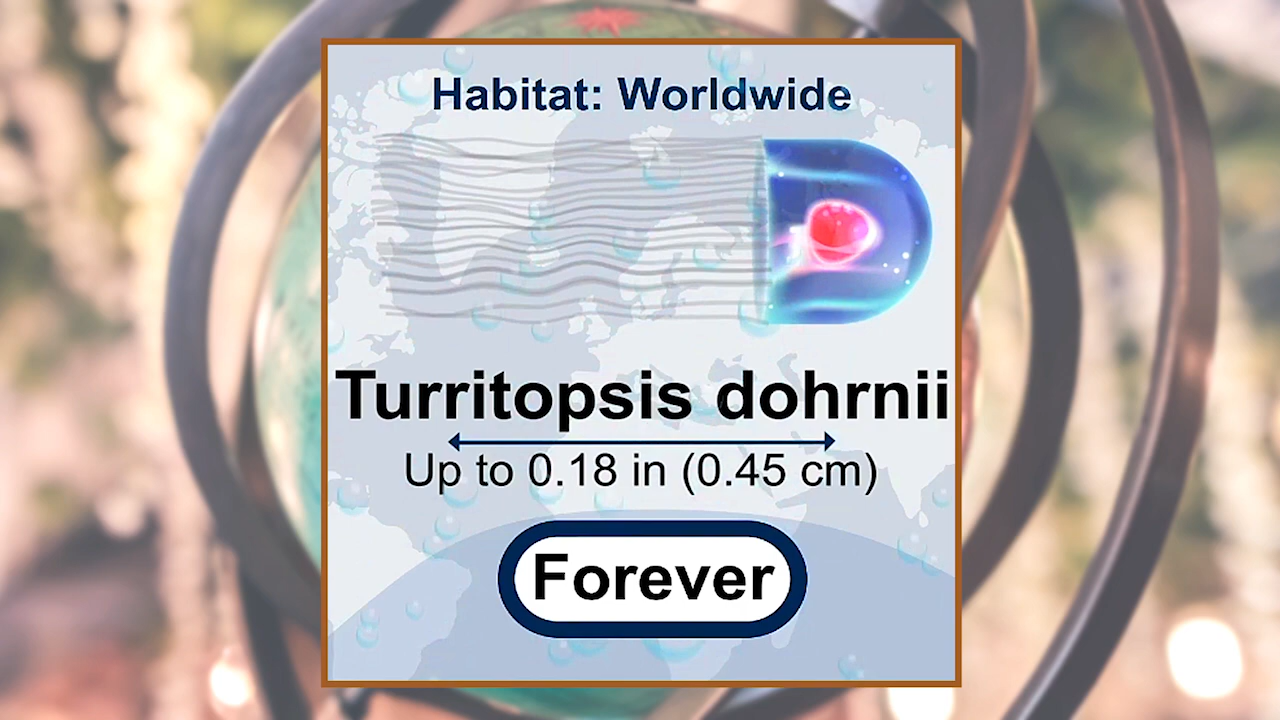 Habitat: Worldwide
Turritopsis dohrnii
Up to 0.18 in (0.45 cm)
Forever